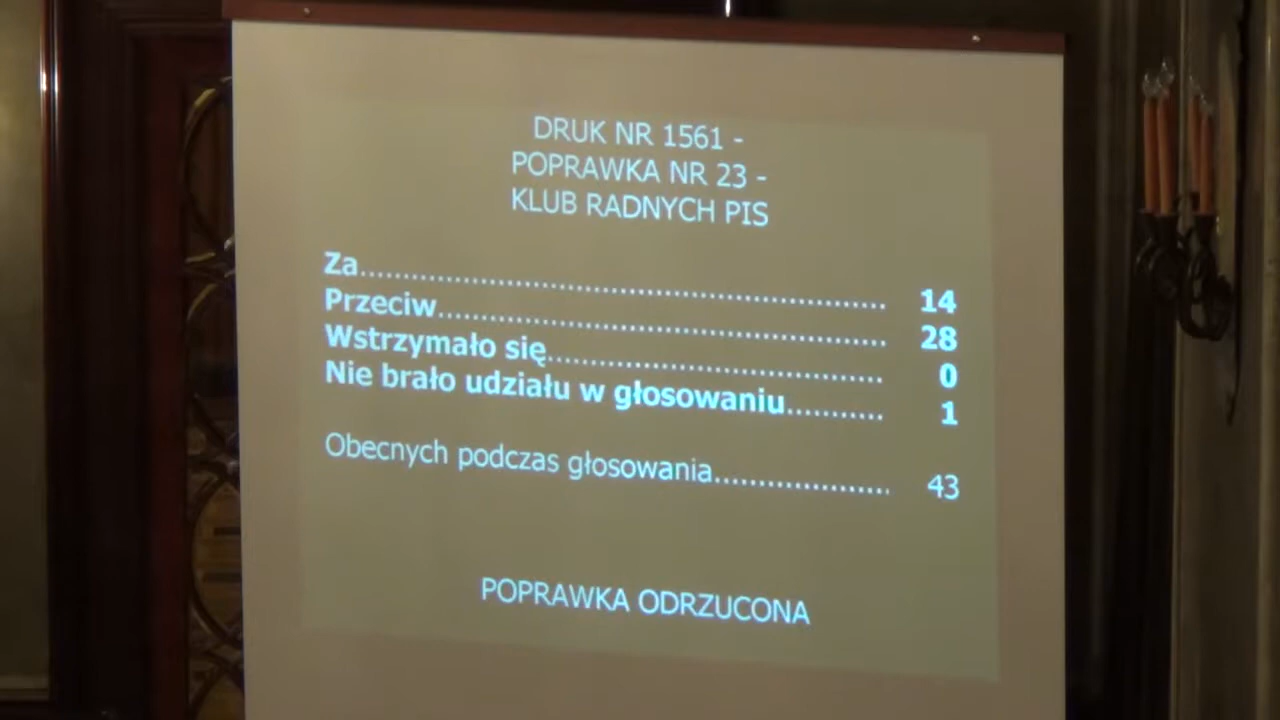 DRUK NR 1561 -
POPRAWKA NR 23 -
KLUB RADNYCH PIS
Za.......................................................... 14
Przeciw.................................................. 28
Wstrzymało się..................................... 0
Nie brało udziału w głosowaniu........... 1
Obecnych podczas głosowania.................... 43
POPRAWKA ODRZUCONA